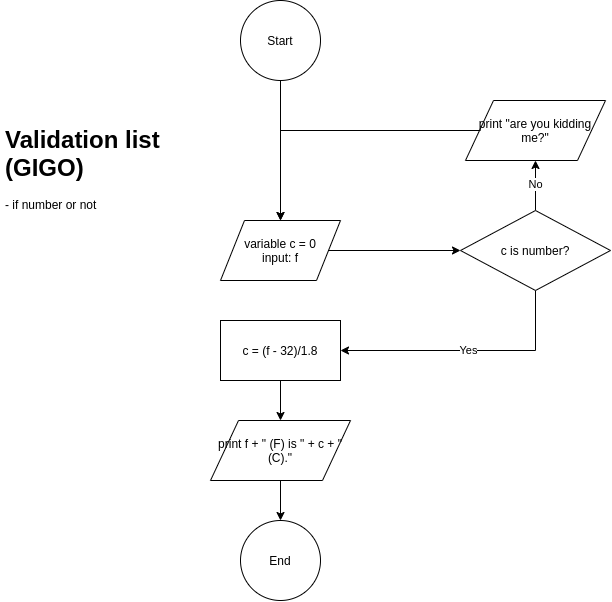 Start
print "are you kidding
me?"
Validation list
(GIGO)
- if number or not
No
variable c = 0
input: f
c is number?
Yes
c = (f - 32)/1.8
print f + " (F) is " + c + "
(C)."
End